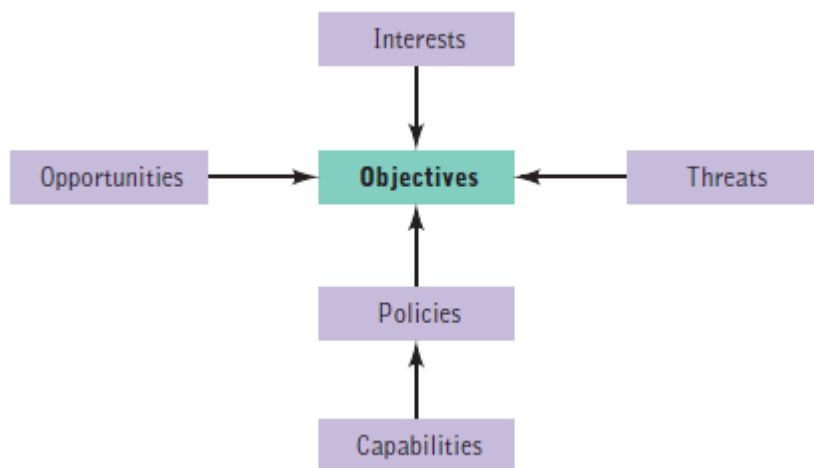 Interests
Opportunities
Objectives
Threats
Policies
Capabilities